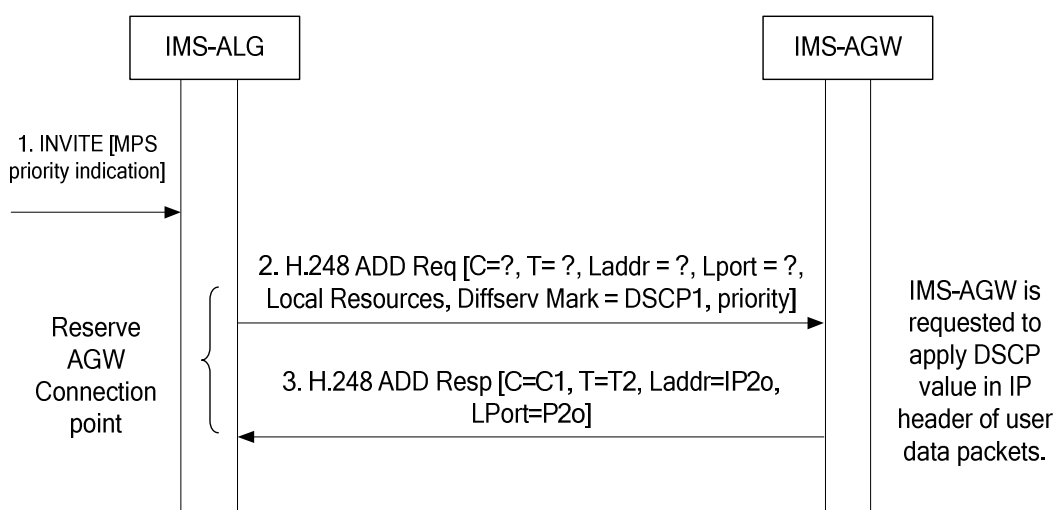 IMS-ALG
IMS-AGW
1. INVITE [MPS
priority indication]
2. H.248 ADD Req [C=?, T= ?, Laddr = ?, Lport = ?,
Local Resources, Diffserv Mark = DSCP1, priority]
Reserve
AGW
Connection
point
3. H.248 ADD Resp [C=C1, T=T2, Laddr=IP2o,
LPort=P2o]
IMS-AGW is
requested to
apply DSCP
value in IP
header of user
data packets.